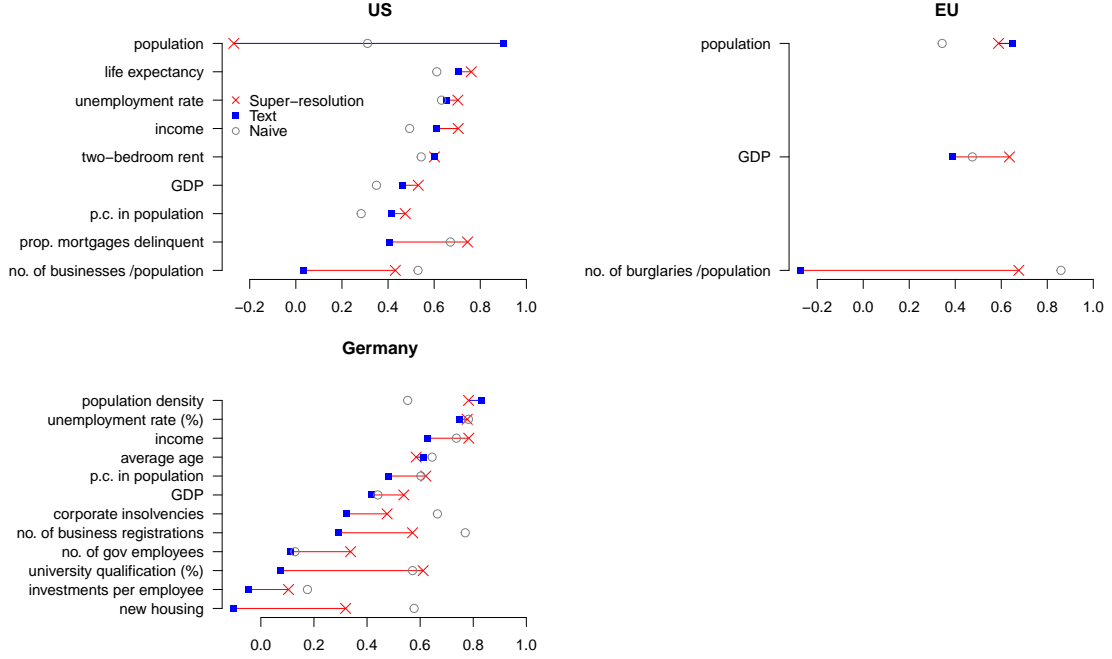 US
population
life expectancy
unemployment rate
income
two−bedroom rent
GDP
p.c. in population
prop. mortgages delinquent
no. of businesses /population
Super−resolution
Text
Naive
−0.2 0.0 0.2 0.4 0.6 0.8 1.0
EU
population
GDP
no. of burglaries /population
−0.2 0.0 0.2 0.4 0.6 0.8 1.0
Germany
population density
unemployment rate (%)
income
average age
p.c. in population
GDP
corporate insolvencies
no. of business registrations
no. of gov employees
university qualification (%)
investments per employee
new housing
0.0 0.2 0.4 0.6 0.8 1.0